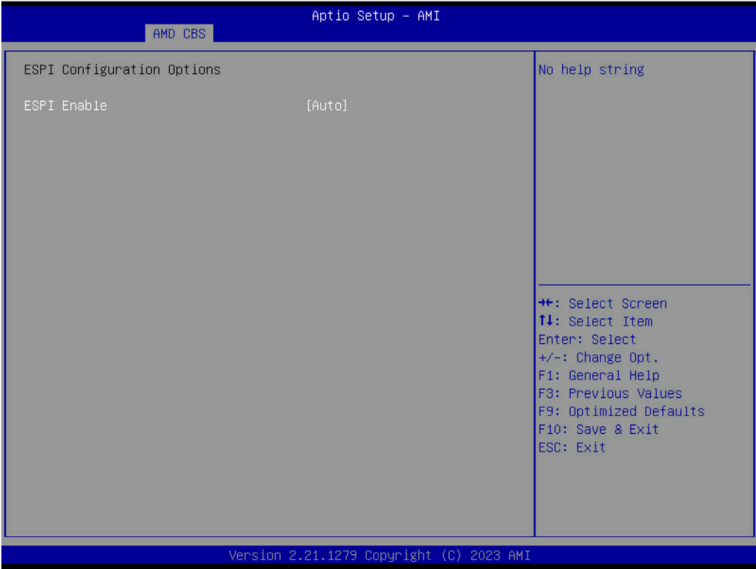 Aptio Setup – AMI
AMD CBS
ESPI Configuration Options
ESPI Enable [Auto]
No help string
→←: Select Screen
↑↓: Select Item
Enter: Select
+/-: Change Opt.
F1: General Help
F3: Previous Values
F9: Optimized Defaults
F10: Save & Exit
ESC: Exit
Version 2.21.1279 Copyright (C) 2023 AMI